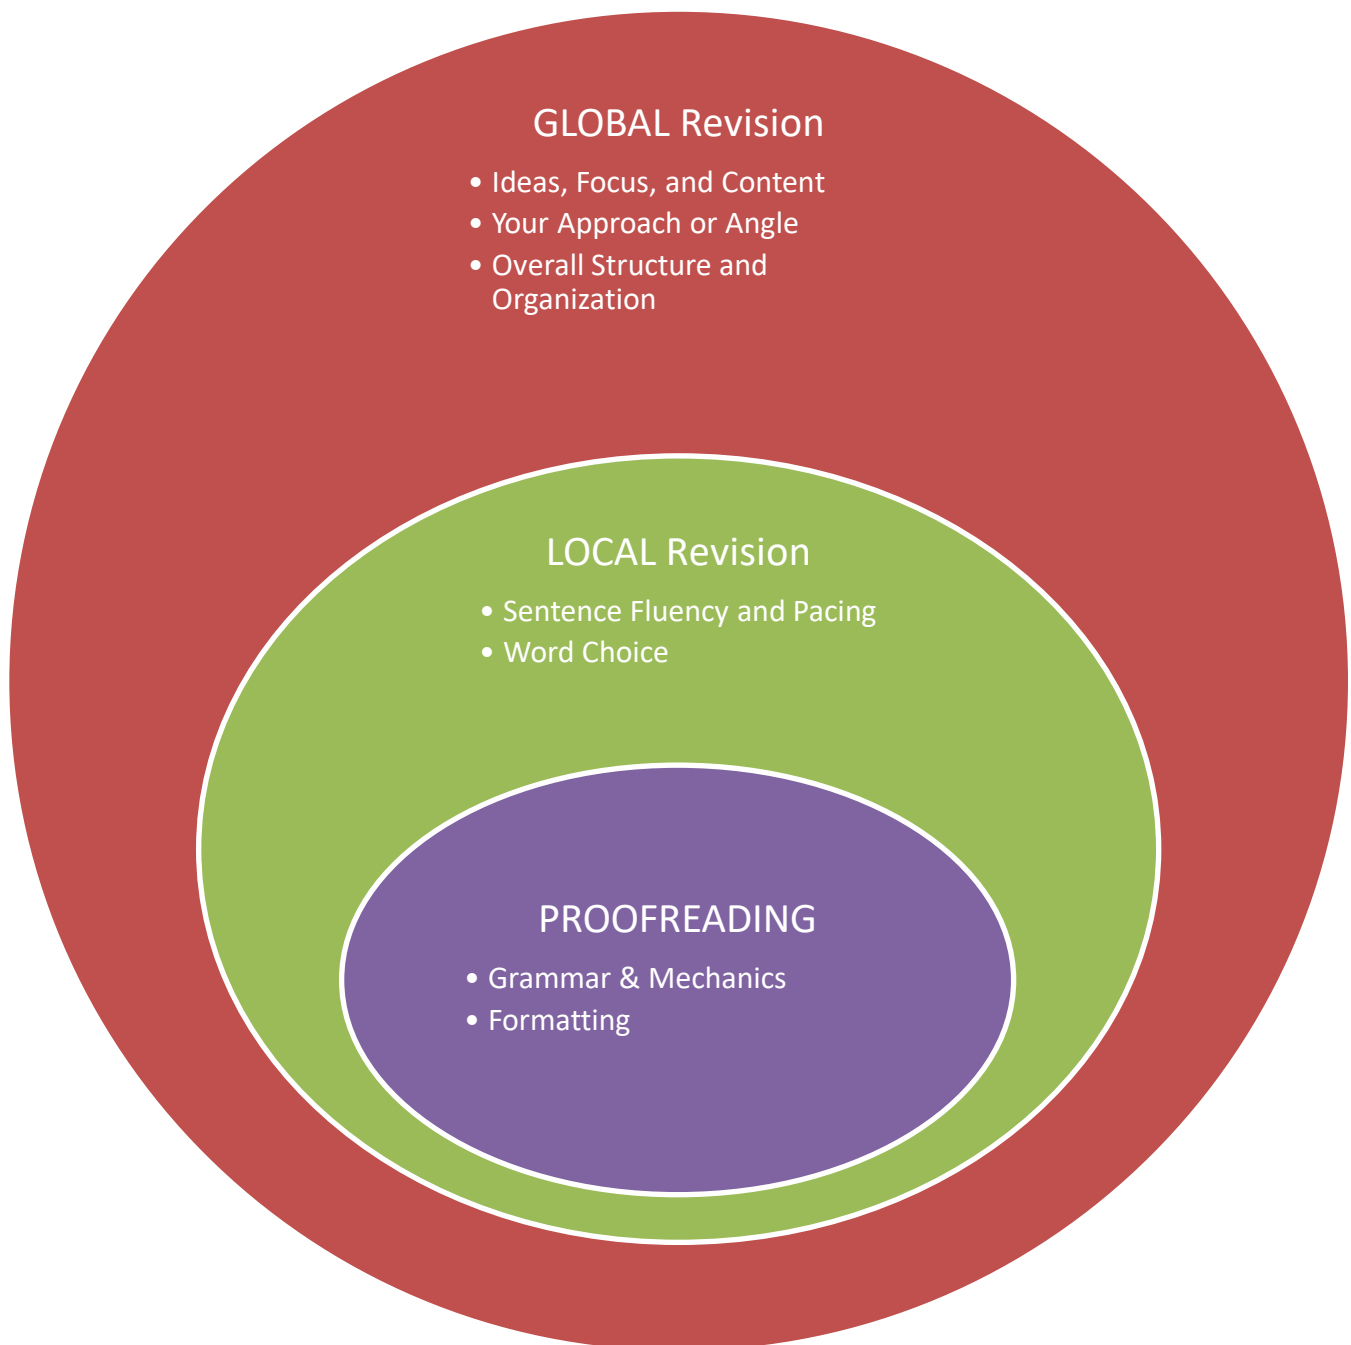 GLOBAL Revision
• Ideas, Focus, and Content
• Your Approach or Angle
• Overall Structure and
Organization
LOCAL Revision
• Sentence Fluency and Pacing
• Word Choice
PROOFREADING
• Grammar & Mechanics
• Formatting